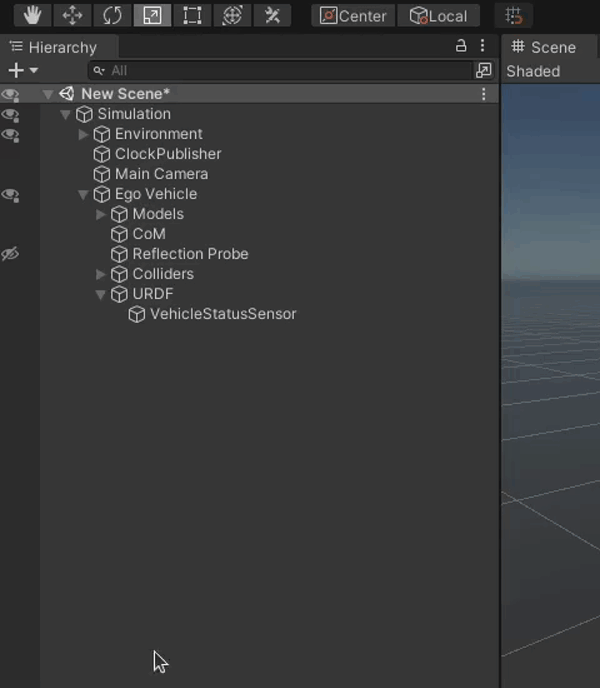 Center Local
Hierarchy
All
New Scene*
Simulation
Environment
ClockPublisher
Main Camera
Ego Vehicle
Models
CoM
Reflection Probe
Colliders
URDF
VehicleStatusSensor
Scene
Shaded